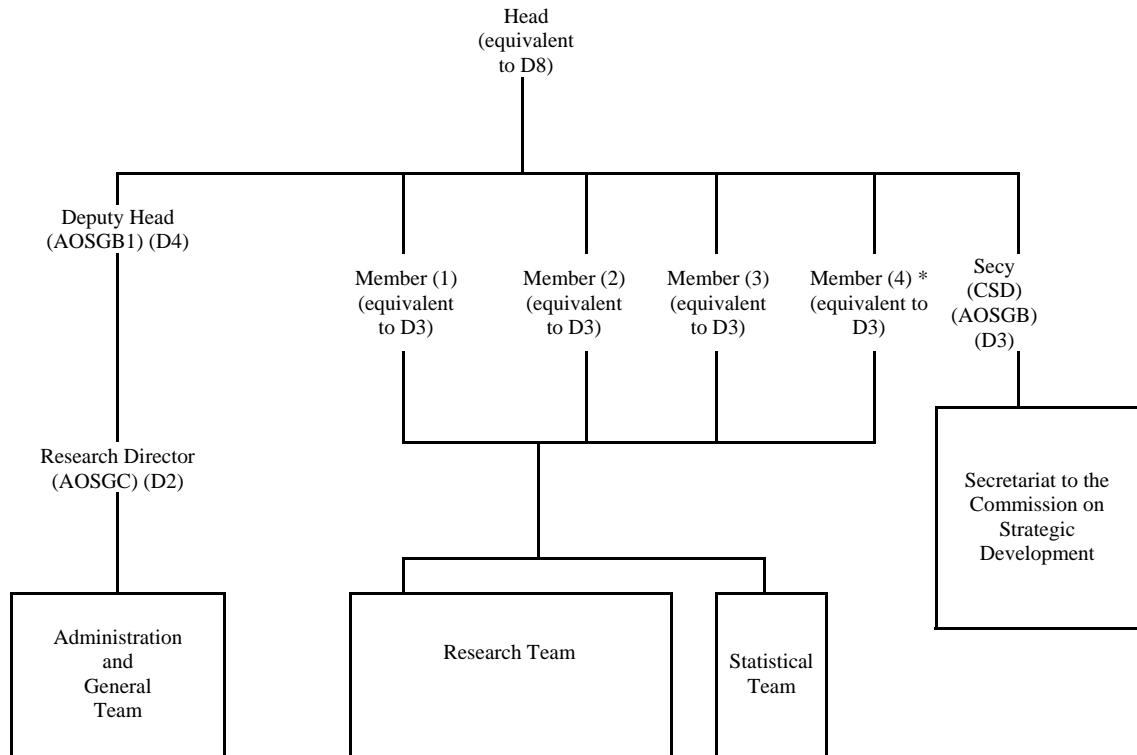 Head
(equivalent
to D8)
Deputy Head
(AOSGB1) (D4)
Member (1)
(equivalent
to D3)
Member (2)
(equivalent
to D3)
Member (3)
(equivalent
to D3)
Member (4) *
(equivalent to
D3)
Secy
(CSD)
(AOSGB)
(D3)
Research Director
(AOSGC) (D2)
Secretariat to the
Commission on
Strategic
Development
Administration
and
General
Team
Research Team
Statistical
Team